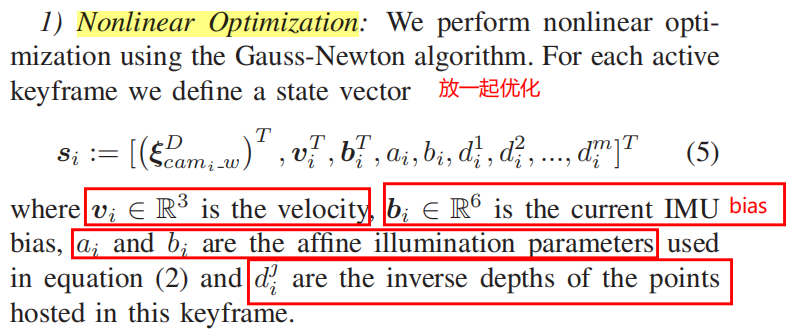 1) Nonlinear Optimization: We perform nonlinear opti-
mization using the Gauss-Newton algorithm. For each active
keyframe we define a state vector 放一起优化
$\boldsymbol{s}_i := [(\boldsymbol{\xi}^D_{cam_i\_w})^T, \boldsymbol{v}_i^T, \boldsymbol{b}_i^T, a_i, b_i, d_i^1, d_i^2, ..., d_i^m]^T$ (5)
where $\boldsymbol{v}_i \in \mathbb{R}^3$ is the velocity, $\boldsymbol{b}_i \in \mathbb{R}^6$ is the current IMU bias
bias, $a_i$ and $b_i$ are the affine illumination parameters used
in equation (2) and $d_i^j$ are the inverse depths of the points
hosted in this keyframe.